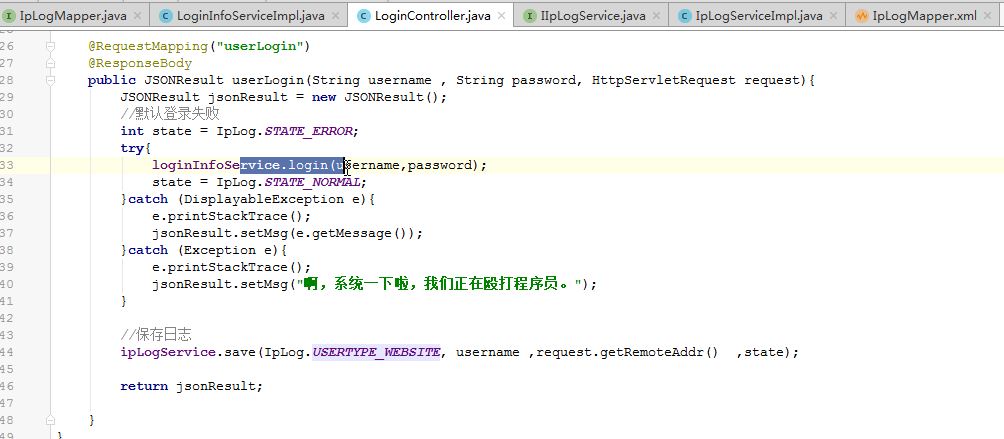 IpLogMapper.java × LoginInfoServiceImpl.java × LoginController.java × IIpLogService.java × IpLogServiceImpl.java × IpLogMapper.xml ×
26 @RequestMapping("userLogin")
27 @ResponseBody
28 public JSONResult userLogin(String username , String password, HttpServletRequest request){
29 JSONResult jsonResult = new JSONResult();
30 //默认登录失败
31 int state = IpLog.STATE_ERROR;
32 try{
33 loginInfoService.login(username,password);
34 state = IpLog.STATE_NORMAL;
35 }catch (DisplayableException e){
36 e.printStackTrace();
37 jsonResult.setMsg(e.getMessage());
38 }catch (Exception e){
39 e.printStackTrace();
40 jsonResult.setMsg("啊，系统一下啦，我们正在殴打程序员。");
41 }
42
43 //保存日志
44 ipLogService.save(IpLog.USERTYPE_WEBSITE, username ,request.getRemoteAddr() ,state);
45
46 return jsonResult;
47
48 }
49 }